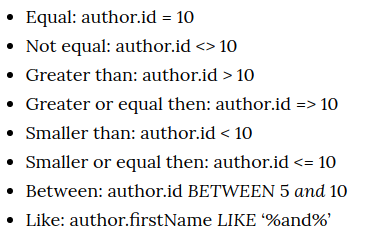 • Equal: author.id = 10
• Not equal: author.id <> 10
• Greater than: author.id > 10
• Greater or equal then: author.id => 10
• Smaller than: author.id < 10
• Smaller or equal then: author.id <= 10
• Between: author.id BETWEEN 5 and 10
• Like: author.firstName LIKE ‘%and%’